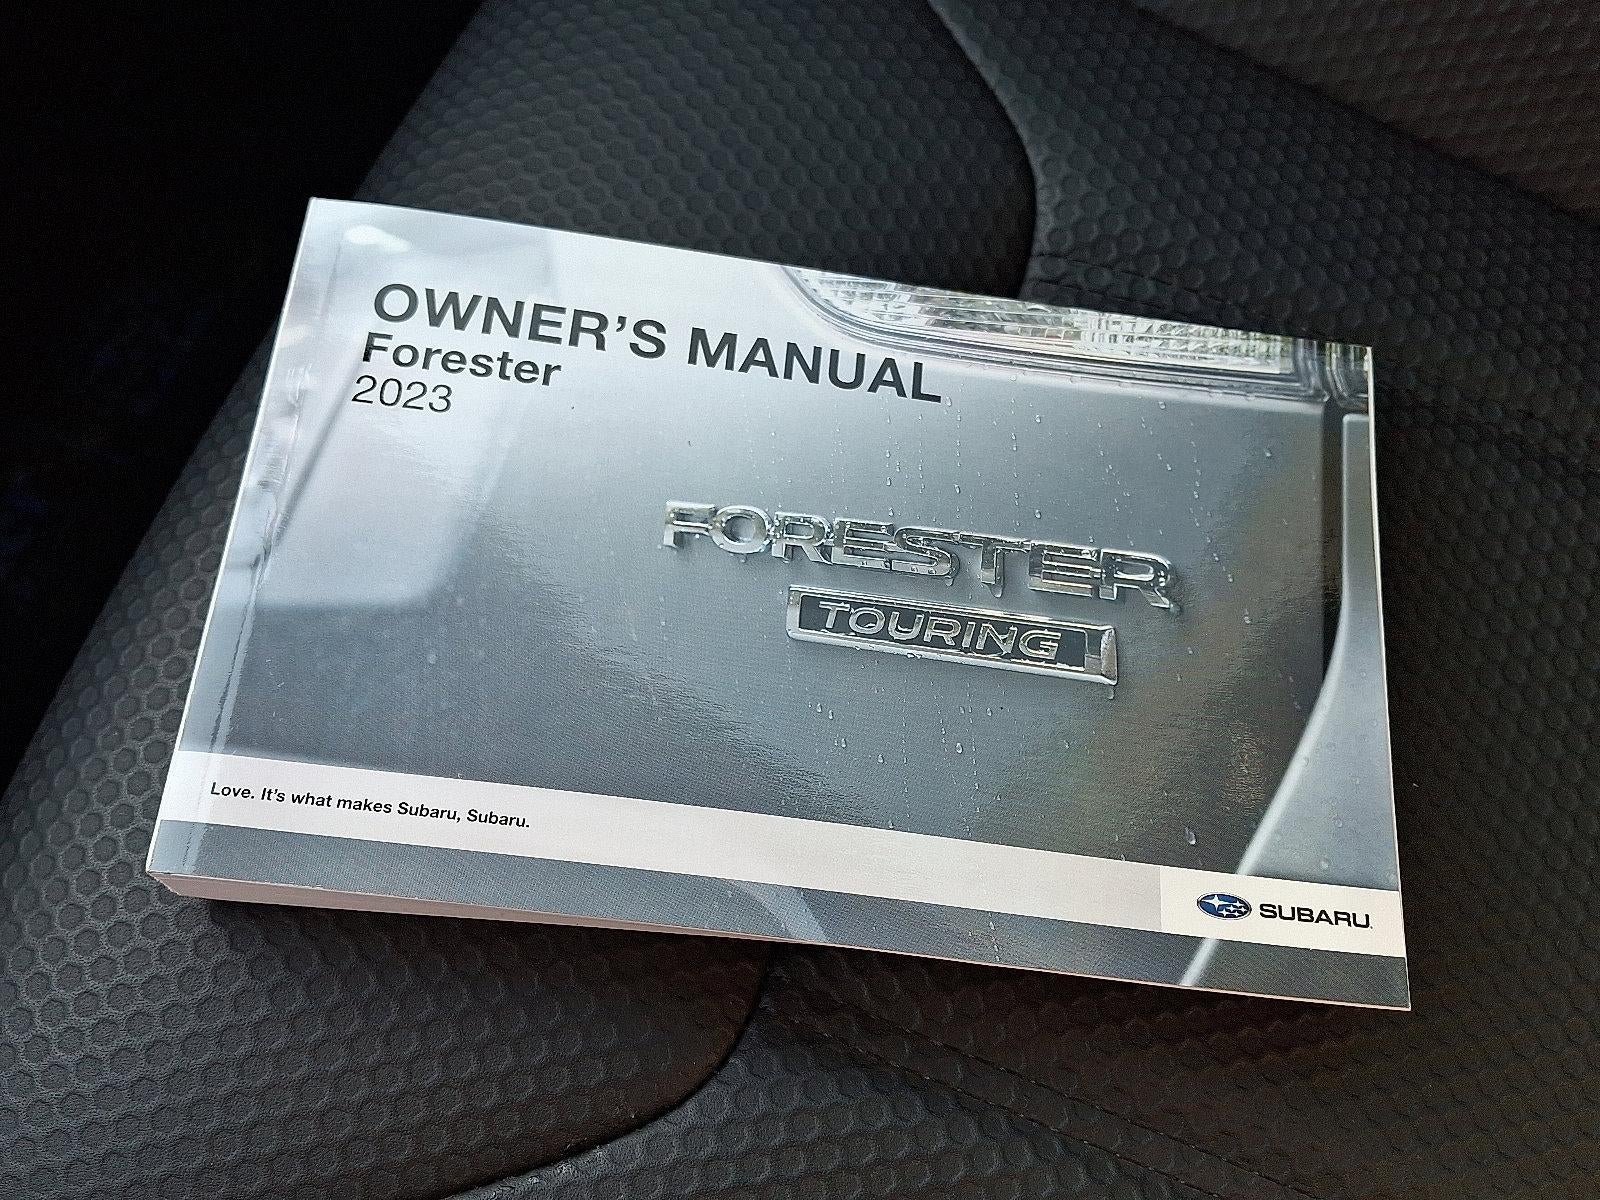 OWNER'S MANUAL
Forester
2023
FORESTER
TOURING
Love. It's what makes Subaru, Subaru.
SUBARU